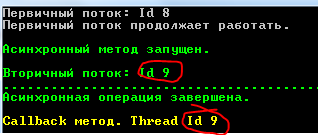 Первичный поток: Id 8
Первичный поток продолжает работать.
Асинхронный метод запущен.
Вторичный поток: Id 9
Асинхронная операция завершена.
Callback метод. Thread Id 9